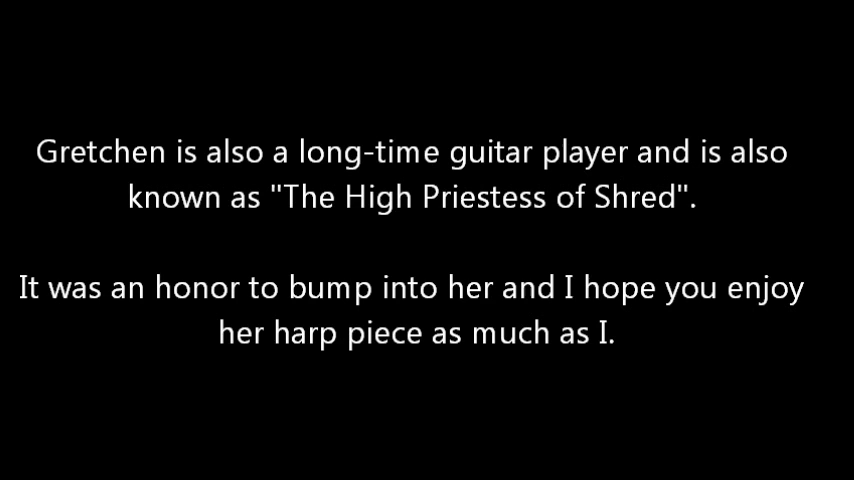 Gretchen is also a long-time guitar player and is also
known as "The High Priestess of Shred".
It was an honor to bump into her and I hope you enjoy
her harp piece as much as I.